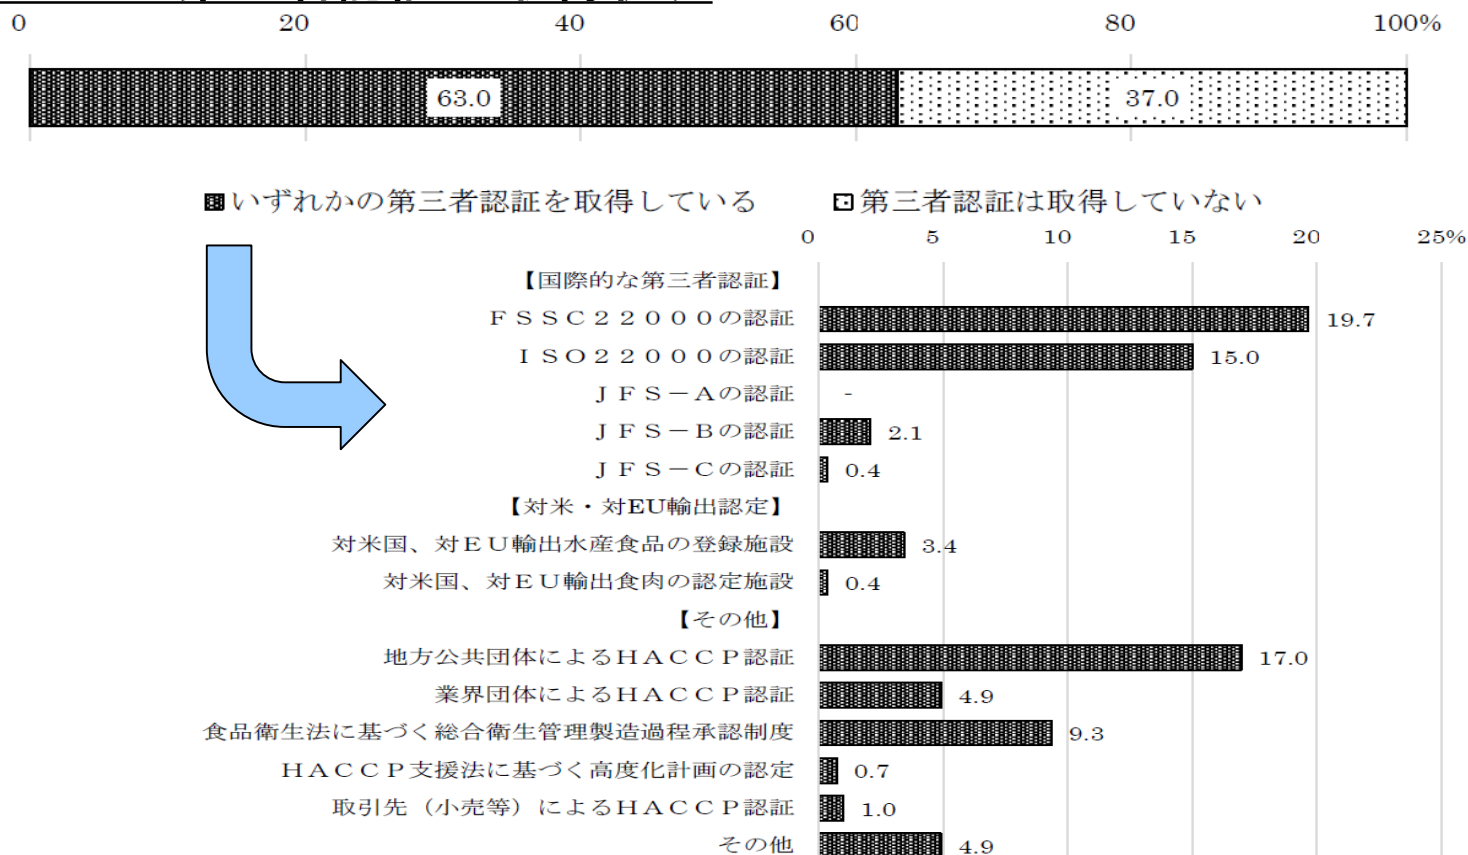 0 20 40 60 80 100%
63.0 37.0
いずれかの第三者認証を取得している 第三者認証は取得していない
0 5 10 15 20 25%
【国際的な第三者認証】
ＦＳＳＣ２２０００の認証 19.7
ＩＳＯ２２０００の認証 15.0
ＪＦＳ－Ａの認証 -
ＪＦＳ－Ｂの認証 2.1
ＪＦＳ－Ｃの認証 0.4
【対米・対EU輸出認定】
対米国、対ＥＵ輸出水産食品の登録施設 3.4
対米国、対ＥＵ輸出食肉の認定施設 0.4
【その他】
地方公共団体によるＨＡＣＣＰ認証 17.0
業界団体によるＨＡＣＣＰ認証 4.9
食品衛生法に基づく総合衛生管理製造過程承認制度 9.3
ＨＡＣＣＰ支援法に基づく高度化計画の認定 0.7
取引先（小売等）によるＨＡＣＣＰ認証 1.0
その他 4.9